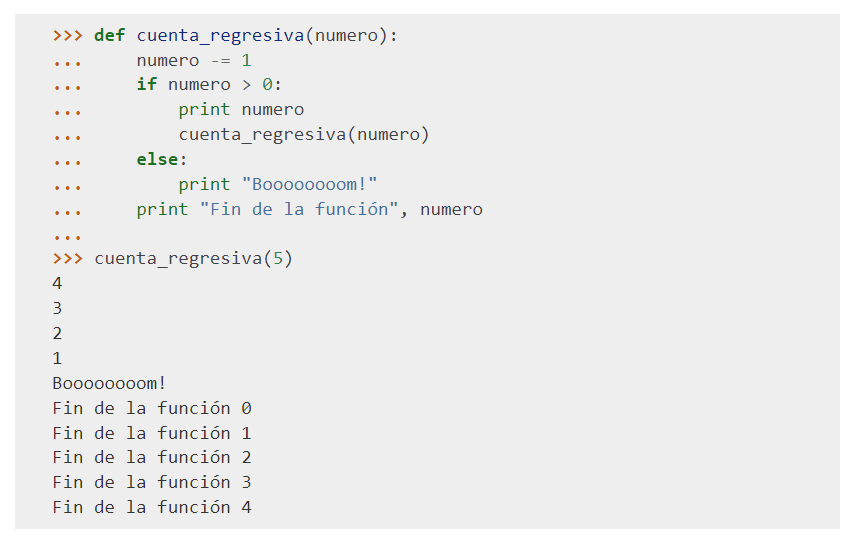 >>> def cuenta_regresiva(numero):
...     numero -= 1
...     if numero > 0:
...         print numero
...         cuenta_regresiva(numero)
...     else:
...         print "Boooooooom!"
...     print "Fin de la función", numero
...
>>> cuenta_regresiva(5)
4
3
2
1
Boooooooom!
Fin de la función 0
Fin de la función 1
Fin de la función 2
Fin de la función 3
Fin de la función 4